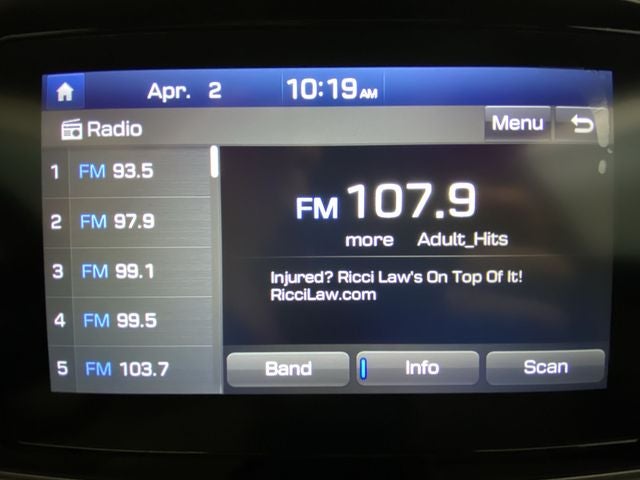 Apr. 2 10:19 AM
Radio Menu
1 FM 93.5
2 FM 97.9
3 FM 99.1
4 FM 99.5
5 FM 103.7
FM 107.9
more Adult_Hits
Injured? Ricci Law's On Top Of It!
RicciLaw.com
Band Info Scan